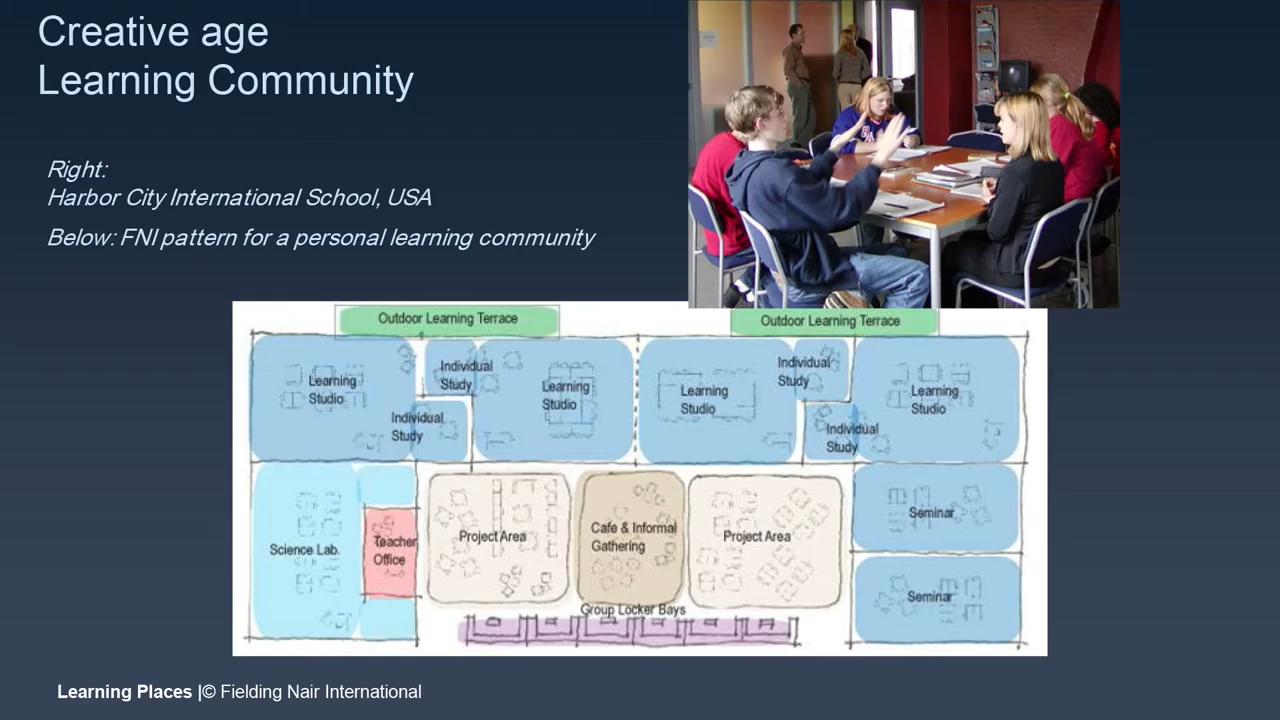 Creative age
Learning Community
Right:
Harbor City International School, USA
Below: FNI pattern for a personal learning community
Outdoor Learning Terrace
Outdoor Learning Terrace
Learning
Studio
Individual
Study
Individual
Study
Learning
Studio
Learning
Studio
Individual
Study
Individual
Study
Learning
Studio
Science Lab.
Teacher
Office
Project Area
Cafe & Informal
Gathering
Project Area
Seminar
Seminar
Group Locker Bays
Learning Places |© Fielding Nair International